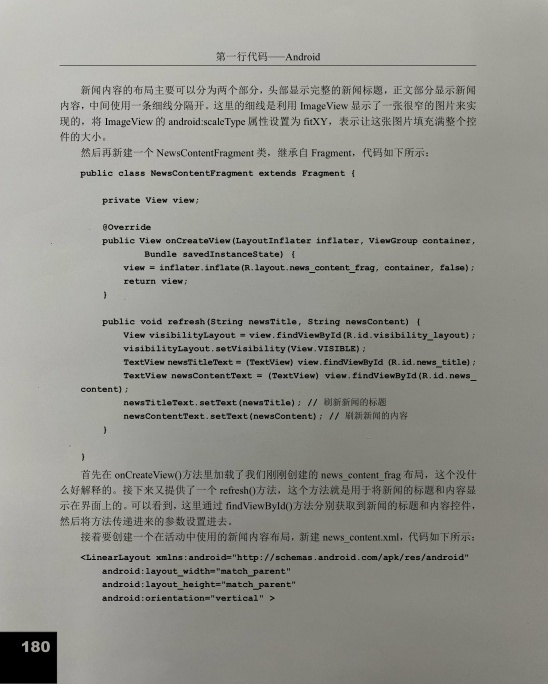 第一行代码——Android
新闻内容的布局主要可以分为两个部分，头部显示完整的新闻标题，正文部分显示新闻
内容，中间使用一条细线分隔开。这里的细线是利用 ImageView 显示了一张很窄的图片来实
现的，将 ImageView 的 android:scaleType 属性设置为 fitXY，表示让这张图片填充满整个控
件的大小。
然后再新建一个 NewsContentFragment 类，继承自 Fragment，代码如下所示：
public class NewsContentFragment extends Fragment {
private View view;
@Override
public View onCreateView(LayoutInflater inflater, ViewGroup container,
Bundle savedInstanceState) {
view = inflater.inflate(R.layout.news_content_frag, container, false);
return view;
}
public void refresh(String newsTitle, String newsContent) {
View visibilityLayout = view.findViewById(R.id.visibility_layout);
visibilityLayout.setVisibility(View.VISIBLE);
TextView newsTitleText = (TextView) view.findViewById (R.id.news_title);
TextView newsContentText = (TextView) view.findViewById(R.id.news_
content);
newsTitleText.setText(newsTitle); // 刷新新闻的标题
newsContentText.setText(newsContent); // 刷新新闻的内容
}
}
首先在 onCreateView()方法里加载了我们刚刚创建的 news_content_frag 布局，这个没什
么好解释的。接下来又提供了一个 refresh()方法，这个方法就是用于将新闻的标题和内容显
示在界面上的。可以看到，这里通过 findViewById()方法分别获取到新闻的标题和内容控件，
然后将方法传递进来的参数设置进去。
接着要创建一个在活动中使用的新闻内容布局，新建 news_content.xml，代码如下所示：
<LinearLayout xmlns:android="http://schemas.android.com/apk/res/android"
android:layout_width="match_parent"
android:layout_height="match_parent"
android:orientation="vertical" >
180